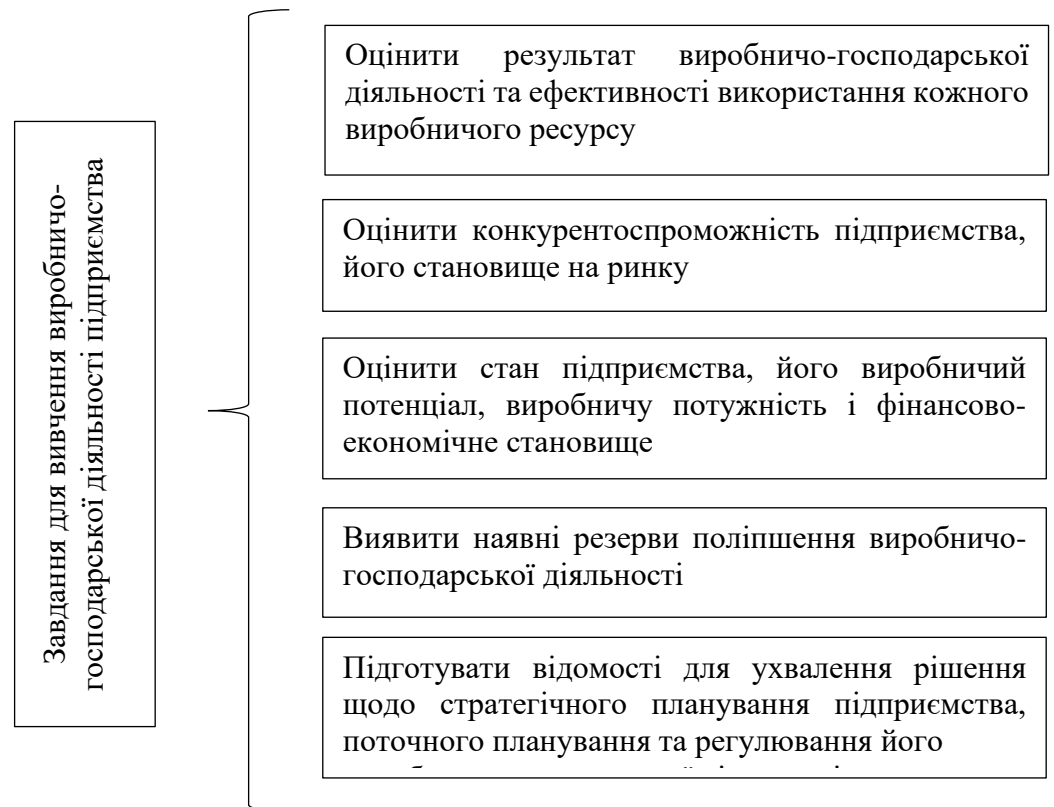 Завдання для вивчення виробничо-
господарської діяльності підприємства
Оцінити результат виробничо-господарської
діяльності та ефективності використання кожного
виробничого ресурсу
Оцінити конкурентоспроможність підприємства,
його становище на ринку
Оцінити стан підприємства, його виробничий
потенціал, виробничу потужність і фінансово-
економічне становище
Виявити наявні резерви поліпшення виробничо-
господарської діяльності
Підготувати відомості для ухвалення рішення
щодо стратегічного планування підприємства,
поточного планування та регулювання його